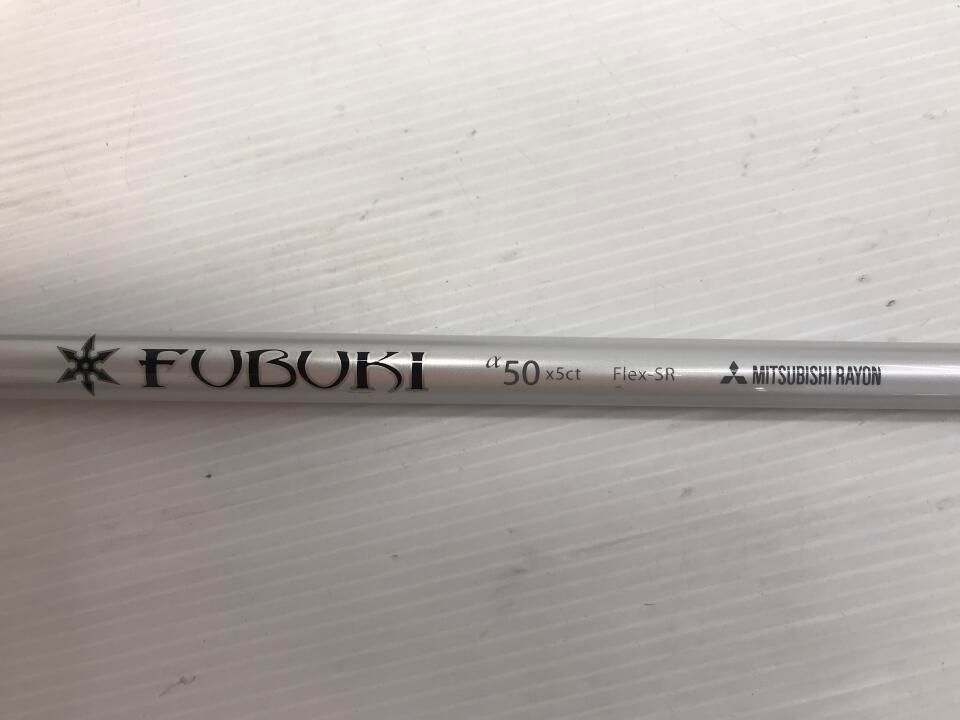 FUBUKI α50 x5ct Flex-SR MITSUBISHI RAYON